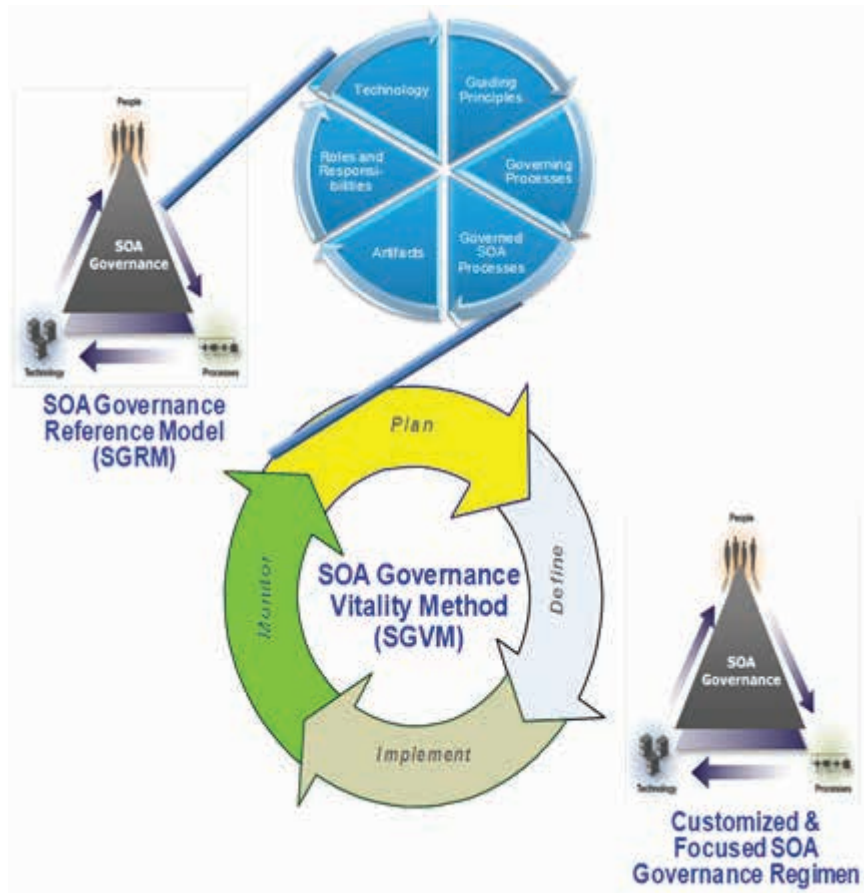 Technology
Guiding
Principles
Roles and
Responsi-
bilities
Governing
Processes
Artifacts
Governed
SOA
Processes
People
SOA
Governance
Technology
Processes
SOA Governance
Reference Model
(SGRM)
Plan
Define
Implement
Monitor
SOA Governance
Vitality Method
(SGVM)
People
SOA
Governance
Technology
Processes
Customized &
Focused SOA
Governance Regimen